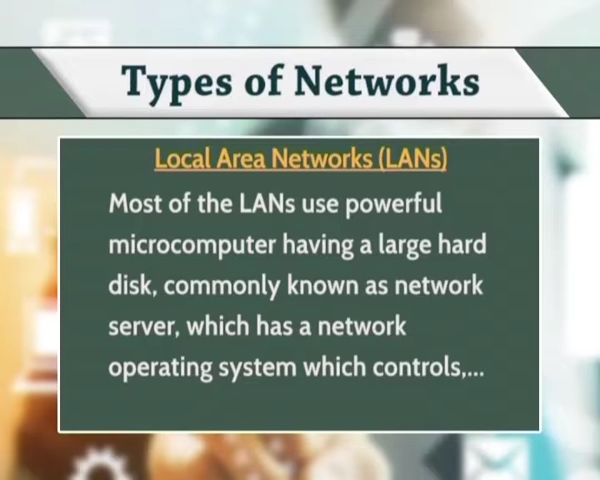 Types of Networks
Local Area Networks (LANs)
Most of the LANs use powerful
microcomputer having a large hard
disk, commonly known as network
server, which has a network
operating system which controls,...